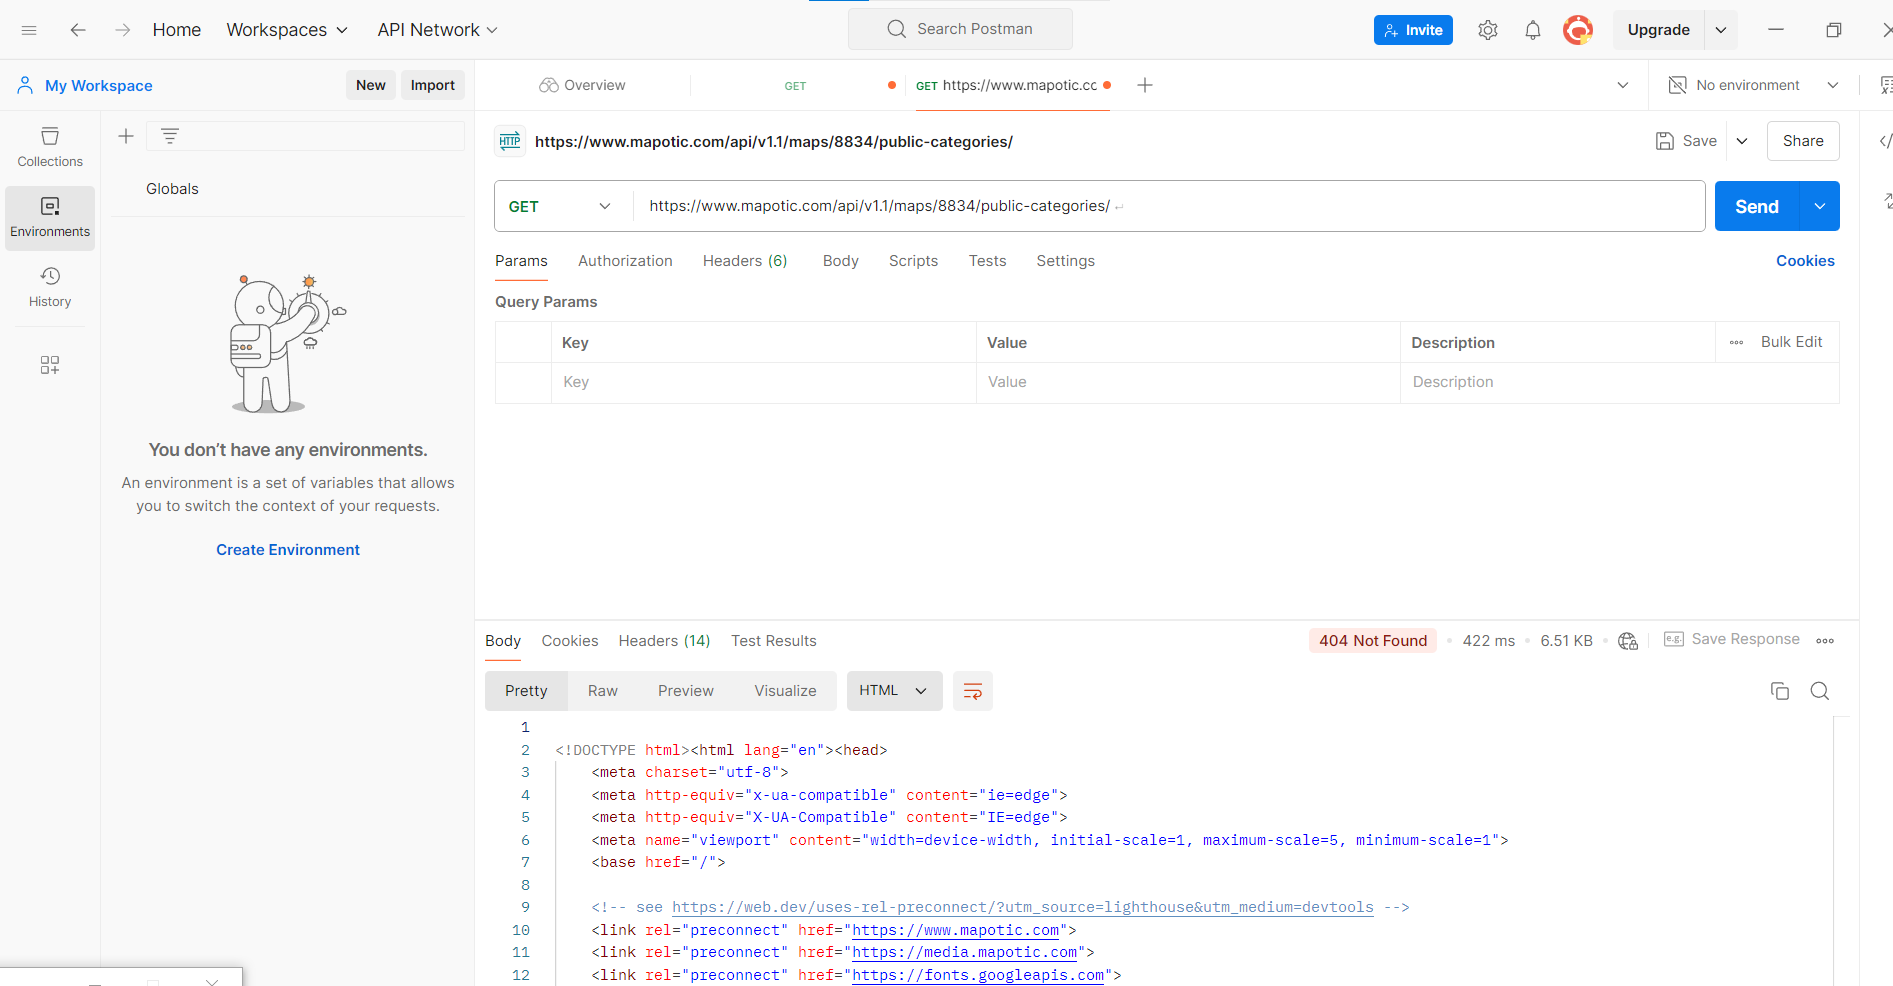 Home
Workspaces
API Network
Search Postman
Invite
Upgrade
My Workspace
New
Import
Overview
GET
GET https://www.mapotic.cc
No environment
Collections
Environments
History
Globals
You don't have any environments.
An environment is a set of variables that allows
you to switch the context of your requests.
Create Environment
HTTP
https://www.mapotic.com/api/v1.1/maps/8834/public-categories/
Save
Share
GET
https://www.mapotic.com/api/v1.1/maps/8834/public-categories/
Send
Params
Authorization
Headers (6)
Body
Scripts
Tests
Settings
Cookies
Query Params
Key
Value
Description
Bulk Edit
Key
Value
Description
Body
Cookies
Headers (14)
Test Results
404 Not Found
422 ms
6.51 KB
e.g.
Save Response
Pretty
Raw
Preview
Visualize
HTML
1
2 <!DOCTYPE html><html lang="en"><head>
3 <meta charset="utf-8">
4 <meta http-equiv="x-ua-compatible" content="ie=edge">
5 <meta http-equiv="X-UA-Compatible" content="IE=edge">
6 <meta name="viewport" content="width=device-width, initial-scale=1, maximum-scale=5, minimum-scale=1">
7 <base href="/">
8
9 <!-- see https://web.dev/uses-rel-preconnect/?utm_source=lighthouse&utm_medium=devtools -->
10 <link rel="preconnect" href="https://www.mapotic.com">
11 <link rel="preconnect" href="https://media.mapotic.com">
12 <link rel="preconnect" href="https://fonts.googleapis.com">